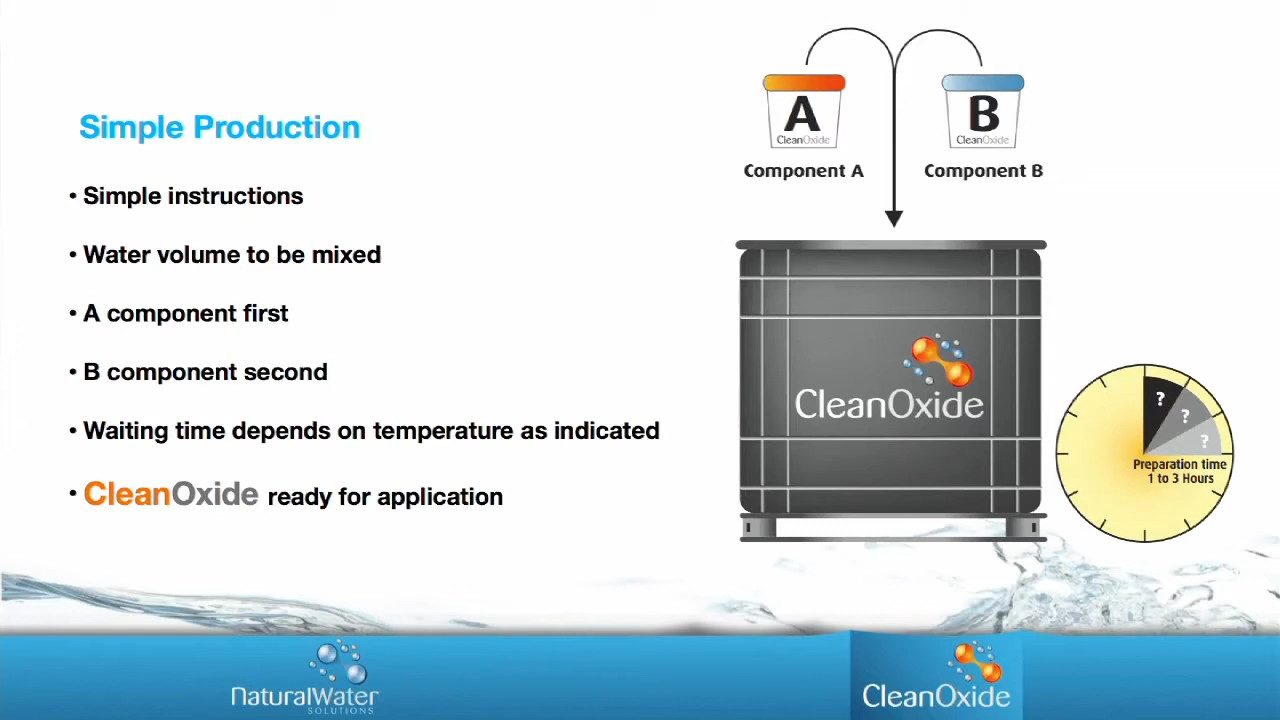 Simple Production
• Simple instructions
• Water volume to be mixed
• A component first
• B component second
• Waiting time depends on temperature as indicated
• CleanOxide ready for application
A
CleanOxide
Component A
B
CleanOxide
Component B
CleanOxide
?
?
?
Preparation time
1 to 3 Hours
NaturalWater
SOLUTIONS
CleanOxide